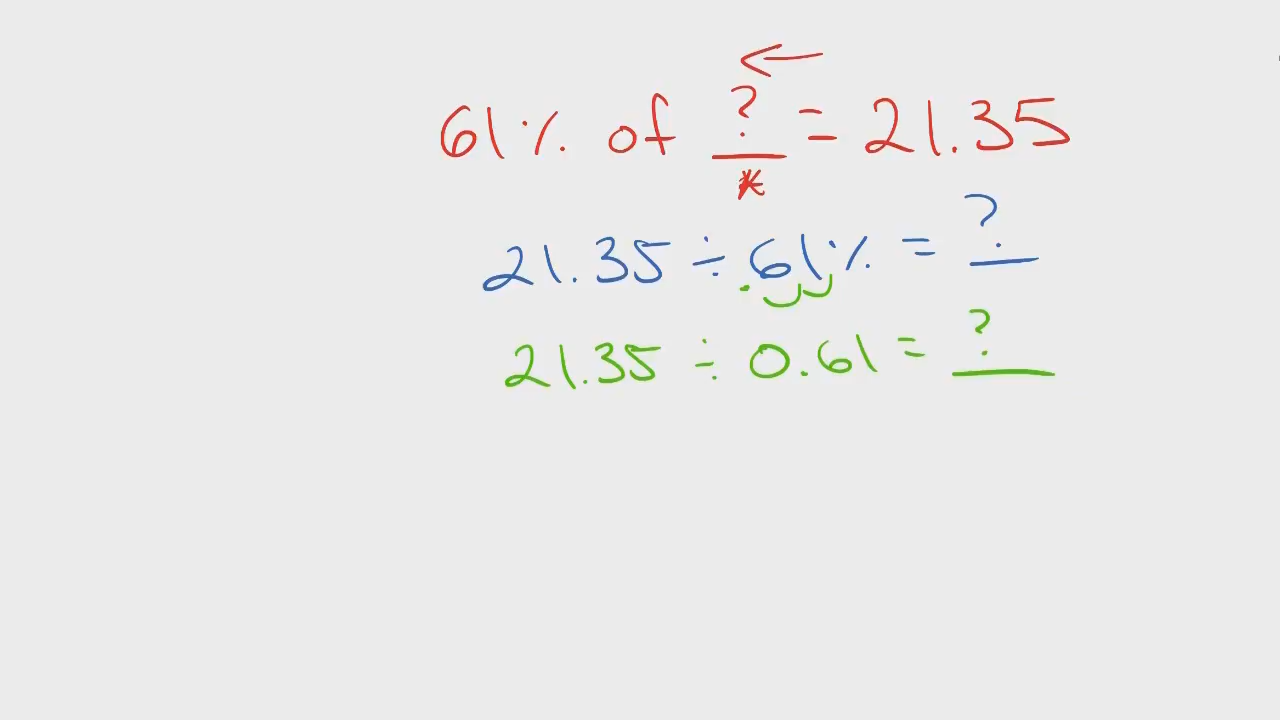 61% of ? = 21.35
*
21.35 ÷ 61% = ?
21.35 ÷ 0.61 = ?